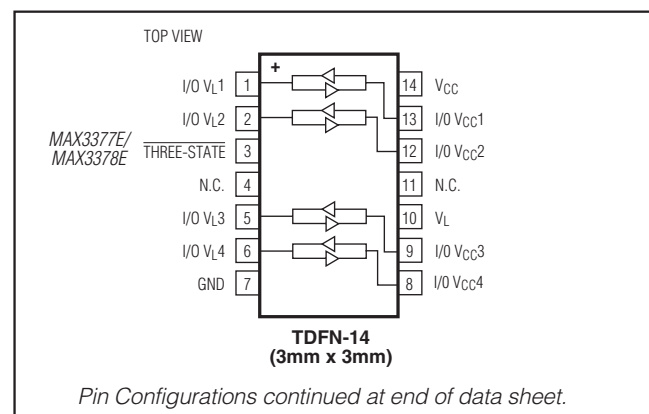 TOP VIEW
+
I/O VL1 1
I/O VL2 2
MAX3377E/
MAX3378E
THREE-STATE 3
N.C. 4
I/O VL3 5
I/O VL4 6
GND 7
14 VCC
13 I/O VCC1
12 I/O VCC2
11 N.C.
10 VL
9 I/O VCC3
8 I/O VCC4
TDFN-14
(3mm x 3mm)
Pin Configurations continued at end of data sheet.